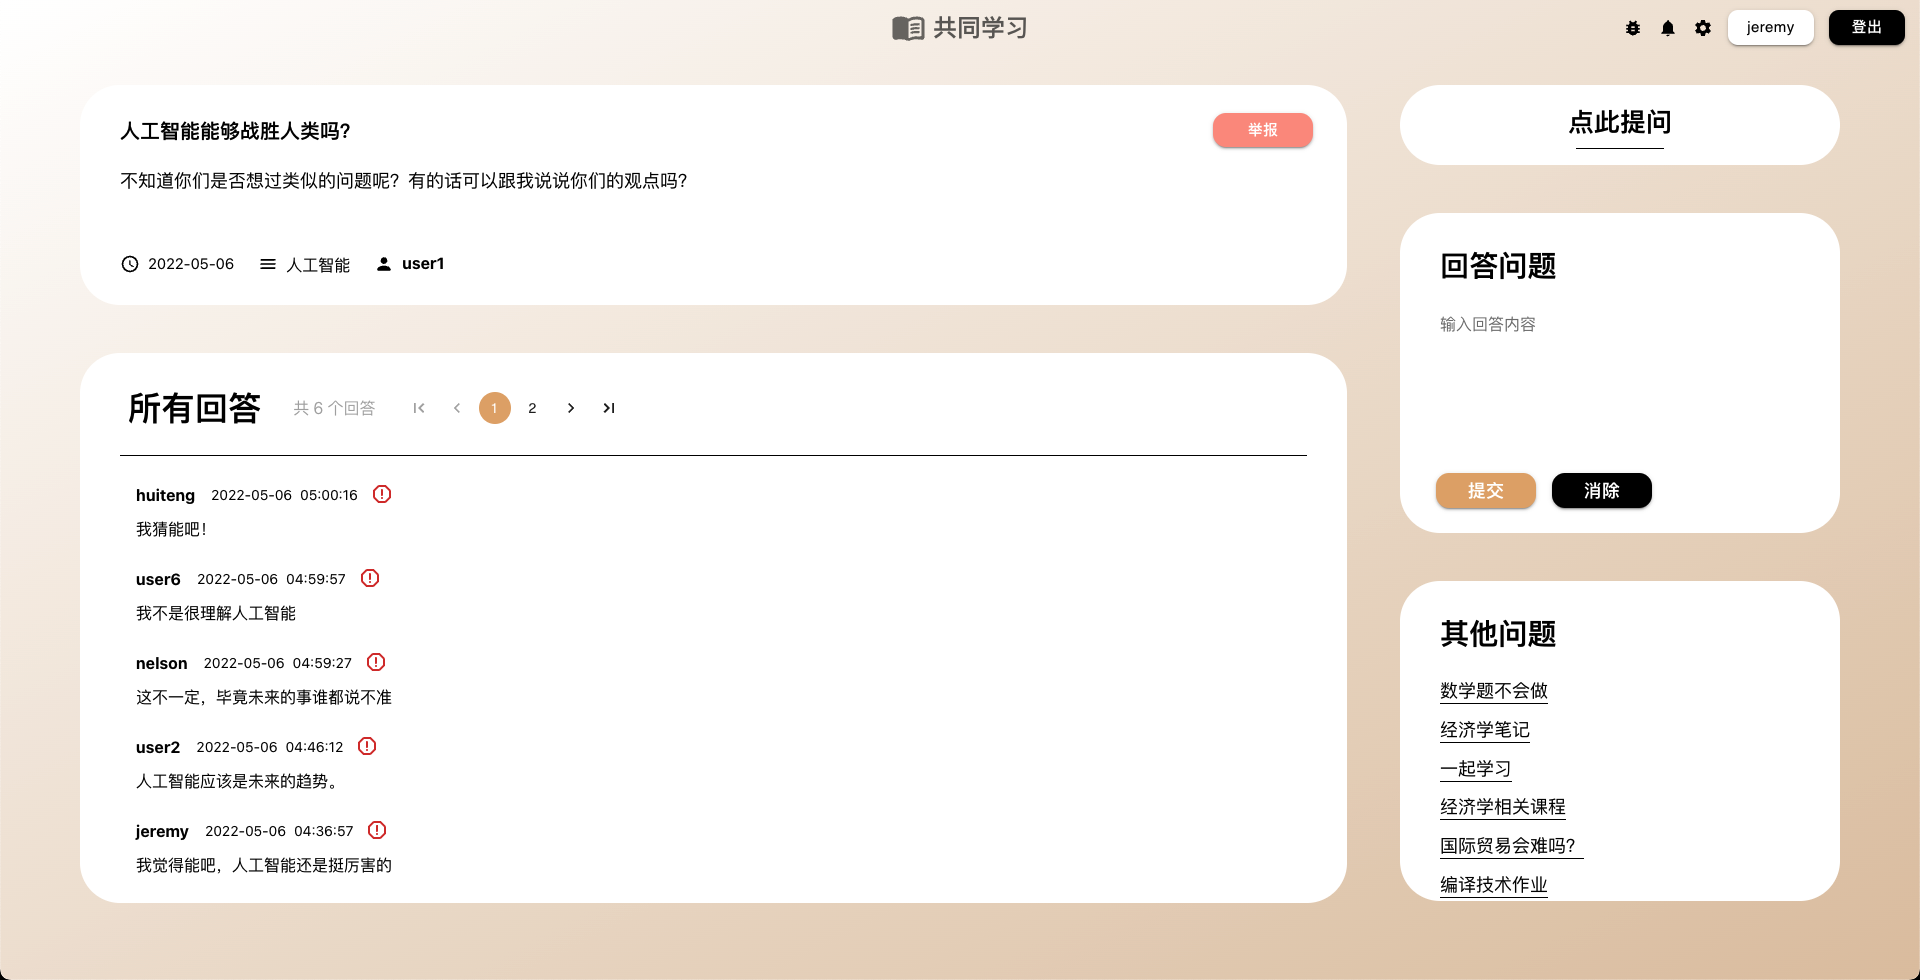 共同学习
jeremy
登出
人工智能能够战胜人类吗?
举报
不知道你们是否想过类似的问题呢？有的话可以跟我说说你们的观点吗?
2022-05-06 人工智能 user1
所有回答 共 6 个回答 1 2
huiteng 2022-05-06 05:00:16
我猜能吧！
user6 2022-05-06 04:59:57
我不是很理解人工智能
nelson 2022-05-06 04:59:27
这不一定，毕竟未来的事谁都说不准
user2 2022-05-06 04:46:12
人工智能应该是未来的趋势。
jeremy 2022-05-06 04:36:57
我觉得能吧，人工智能还是挺厉害的
点此提问
回答问题
输入回答内容
提交 消除
其他问题
数学题不会做
经济学笔记
一起学习
经济学相关课程
国际贸易会难吗？
编译技术作业